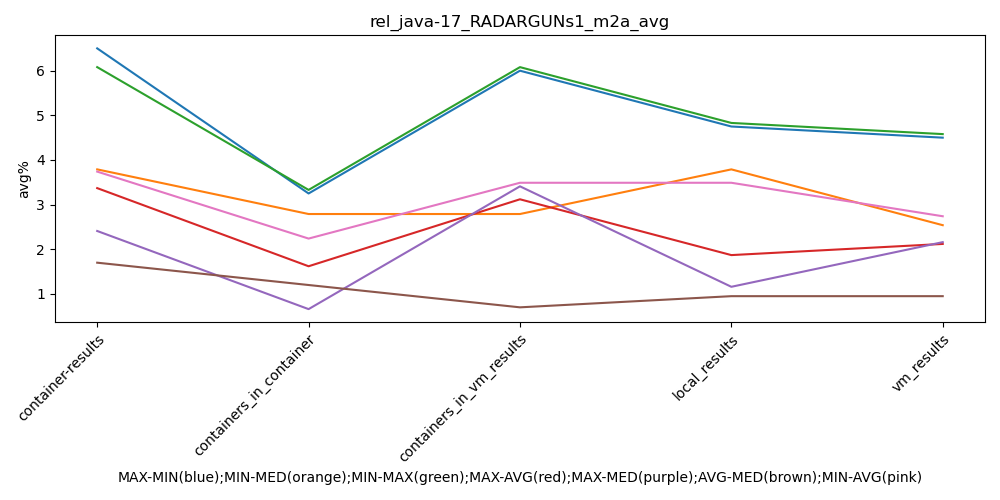 rel_java-17_RADARGUNs1_m2a_avg
avg%
6
5
4
3
2
1
container-results
containers_in_container
containers_in_vm_results
local_results
vm_results
MAX-MIN(blue);MIN-MED(orange);MIN-MAX(green);MAX-AVG(red);MAX-MED(purple);AVG-MED(brown);MIN-AVG(pink)